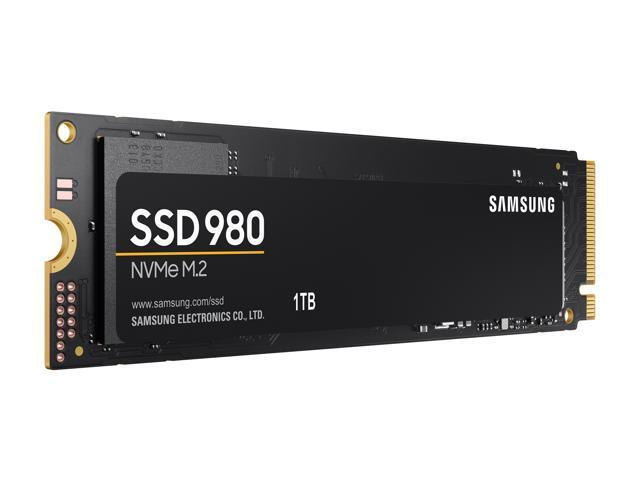 SSD 980
NVMe M.2
SAMSUNG
www.samsung.com/ssd
SAMSUNG ELECTRONICS CO., LTD.
1TB